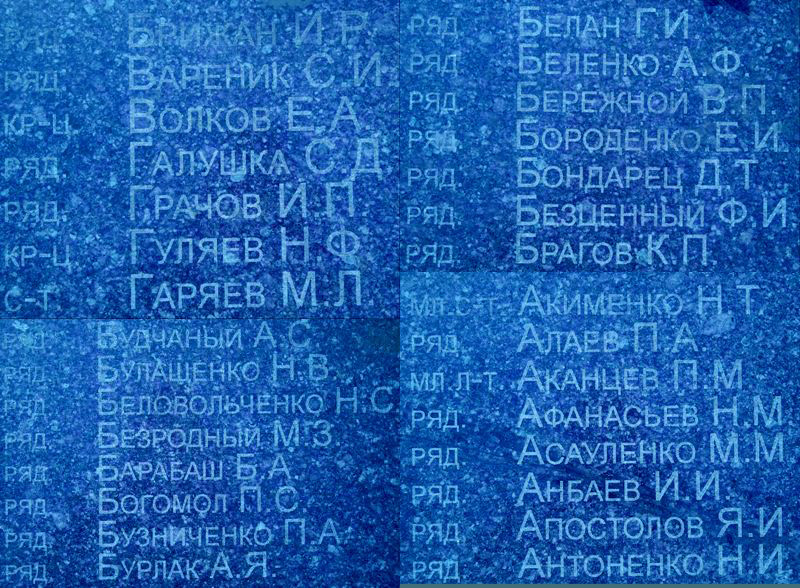 РЯД. БРИЖАН И.Р.
РЯД. ВАРЕНИК С.И.
КР-Ц. ВОЛКОВ Е.А.
РЯД. ГАЛУШКА С.Д.
РЯД. ГРАЧОВ И.П.
КР-Ц. ГУЛЯЕВ Н.Ф.
С-Т. ГАРЯЕВ М.Л.
РЯД. БУДЧАНЫЙ А.С.
РЯД. БУЛАЩЕНКО Н.В.
РЯД. БЕЛОВОЛЬЧЕНКО Н.С.
РЯД. БЕЗРОДНЫЙ М.З.
РЯД. БАРАБАШ Б.А.
РЯД. БОГОМОЛ П.С.
РЯД. БУЗНИЧЕНКО П.А.
РЯД. БУРЛАК А.Я.
РЯД. БЕЛАН Г.И.
РЯД. БЕЛЕНКО А.Ф.
РЯД. БЕРЕЖНОЙ В.П.
РЯД. БОРОДЕНКО Е.И.
РЯД. БОНДАРЕЦ Д.Т.
РЯД. БЕЗЦЕННЫЙ Ф.И.
РЯД. БРАГОВ К.П.
МЛ.С-Т. АКИМЕНКО Н.Т.
РЯД. АЛАЕВ П.А.
МЛ.Л-Т. АКАНЦЕВ П.М.
РЯД. АФАНАСЬЕВ Н.М.
РЯД. АСАУЛЕНКО М.М.
РЯД. АНБАЕВ И.И.
РЯД. АПОСТОЛОВ Я.И.
РЯД. АНТОНЕНКО Н.И.